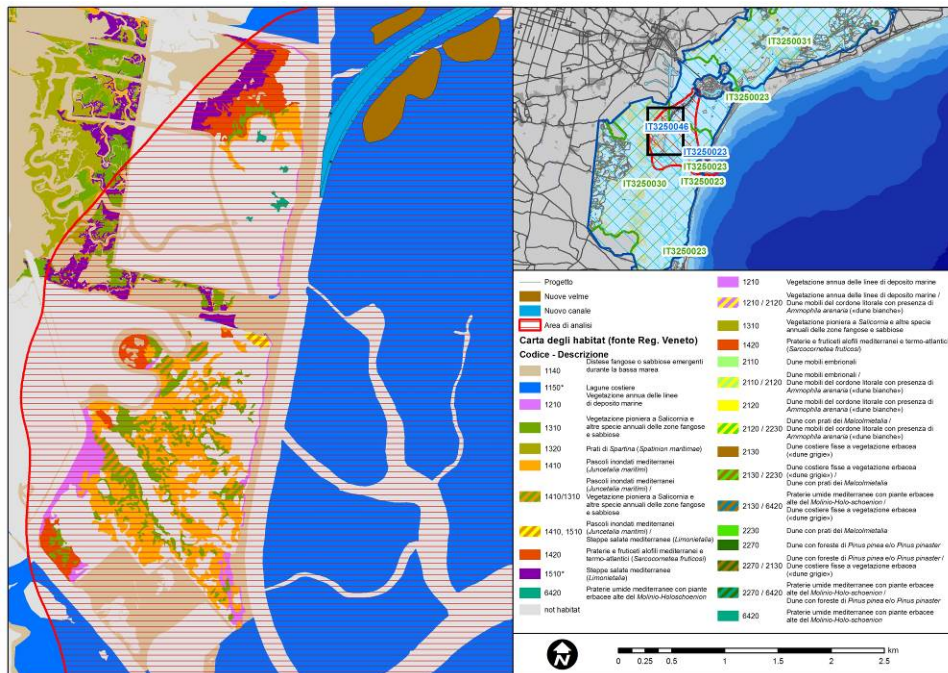 IT3250031
IT3250023
IT3250046
IT3250023
IT3250023
IT3250030
IT3250023
IT3250023
Progetto
Nuove velme
Nuovo canale
Area di analisi
Carta degli habitat (fonte Reg. Veneto)
Codice - Descrizione
1140 Distese fangose o sabbiose emergenti
durante la bassa marea
1150* Lagune costiere
1210 Vegetazione annua delle linee
di deposito marine
1310 Vegetazione pioniera a Salicornia e
altre specie annuali delle zone fangose
e sabbiose
1320 Prati di Spartina (Spartinion maritimae)
1410 Pascoli inondati mediterranei
(Juncetalia maritimi)
1410/1310 Pascoli inondati mediterranei
(Juncetalia maritimi) /
Vegetazione pioniera a Salicornia e
altre specie annuali delle zone fangose
e sabbiose
1410, 1510 Pascoli inondati mediterranei
(Juncetalia maritimi) /
Steppe salate mediterranee (Limonietalia)
1420 Praterie e fruticeti alofili mediterranei e
termo-atlantici (Sarcocornetea fruticosi)
1510* Steppe salate mediterranee
(Limonietalia)
6420 Praterie umide mediterranee con piante
erbacee alte del Molinio-Holoschoenion
not habitat
1210 Vegetazione annua delle linee di deposito marine
1210 / 2120 Vegetazione annua delle linee di deposito marine /
Dune mobili del cordone litorale con presenza di
Ammophila arenaria («dune bianche»)
1310 Vegetazione pioniera a Salicornia e altre specie
annuali delle zone fangose e sabbiose
1420 Praterie e fruticeti alofili mediterranei e termo-atlantici
(Sarcocornetea fruticosi)
2110 Dune mobili embrionali
2110 / 2120 Dune mobili embrionali /
Dune mobili del cordone litorale con presenza di
Ammophila arenaria («dune bianche»)
2120 Dune mobili del cordone litorale con presenza di
Ammophila arenaria («dune bianche»)
2120 / 2230 Dune con prati dei Malcolmietalia /
Dune mobili del cordone litorale con presenza di
Ammophila arenaria («dune bianche»)
2130 Dune costiere fisse a vegetazione erbacea
(«dune grigie»)
2130 / 2230 Dune costiere fisse a vegetazione erbacea
(«dune grigie») /
Dune con prati dei Malcolmietalia
2130 / 6420 Praterie umide mediterranee con piante erbacee
alte del Molinio-Holo-schoenion /
Dune costiere fisse a vegetazione erbacea
(«dune grigie»)
2230 Dune con prati dei Malcolmietalia
2270 Dune con foreste di Pinus pinea e/o Pinus pinaster
2270 / 2130 Dune con foreste di Pinus pinea e/o Pinus pinaster /
Dune costiere fisse a vegetazione erbacea
(«dune grigie»)
2270 / 6420 Praterie umide mediterranee con piante erbacee
alte del Molinio-Holo-schoenion /
Dune con foreste di Pinus pinea e/o Pinus pinaster
6420 Praterie umide mediterranee con piante erbacee
alte del Molinio-Holo-schoenion
N
km
0 0.25 0.5 1 1.5 2 2.5